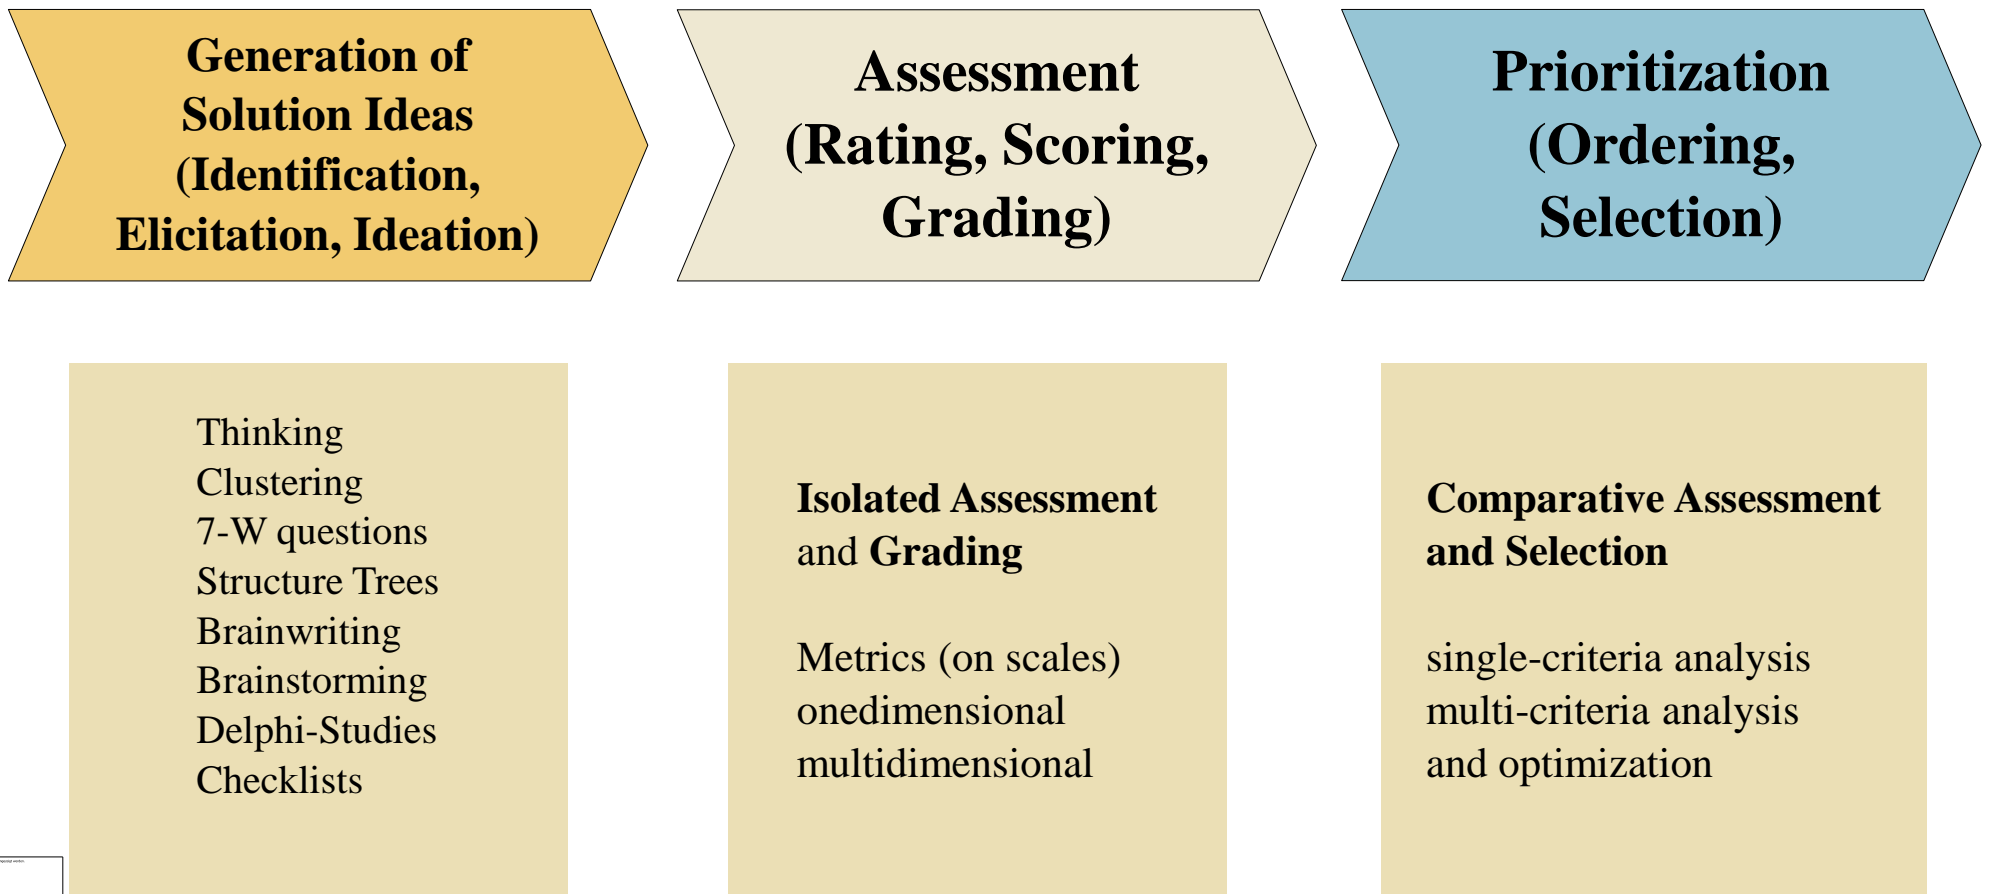 Generation of
Solution Ideas
(Identification,
Elicitation, Ideation)
Assessment
(Rating, Scoring,
Grading)
Prioritization
(Ordering,
Selection)
Thinking
Clustering
7-W questions
Structure Trees
Brainwriting
Brainstorming
Delphi-Studies
Checklists
Isolated Assessment
and Grading
Metrics (on scales)
onedimensional
multidimensional
Comparative Assessment
and Selection
single-criteria analysis
multi-criteria analysis
and optimization